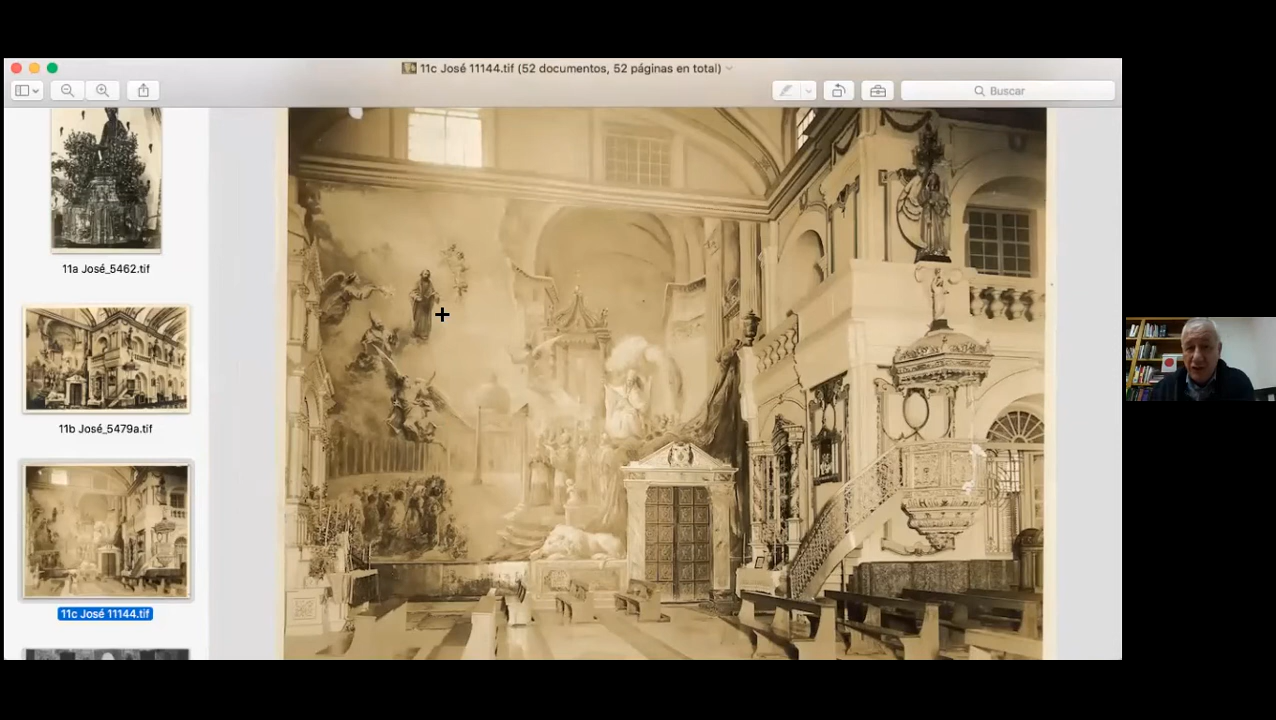 11c José 11144.tif (52 documentos, 52 páginas en total)
Buscar
11a José_5462.tif
11b José_5479a.tif
11c José 11144.tif